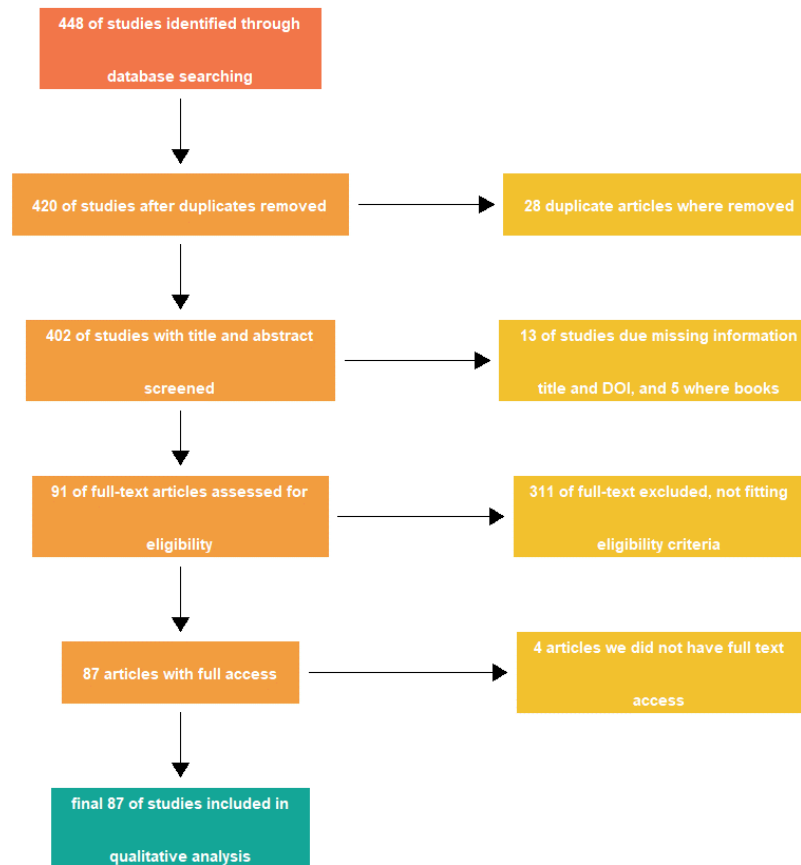 448 of studies identified through
database searching
420 of studies after duplicates removed
28 duplicate articles where removed
402 of studies with title and abstract
screened
13 of studies due missing information
title and DOI, and 5 where books
91 of full-text articles assessed for
eligibility
311 of full-text excluded, not fitting
eligibility criteria
87 articles with full access
4 articles we did not have full text
access
final 87 of studies included in
qualitative analysis